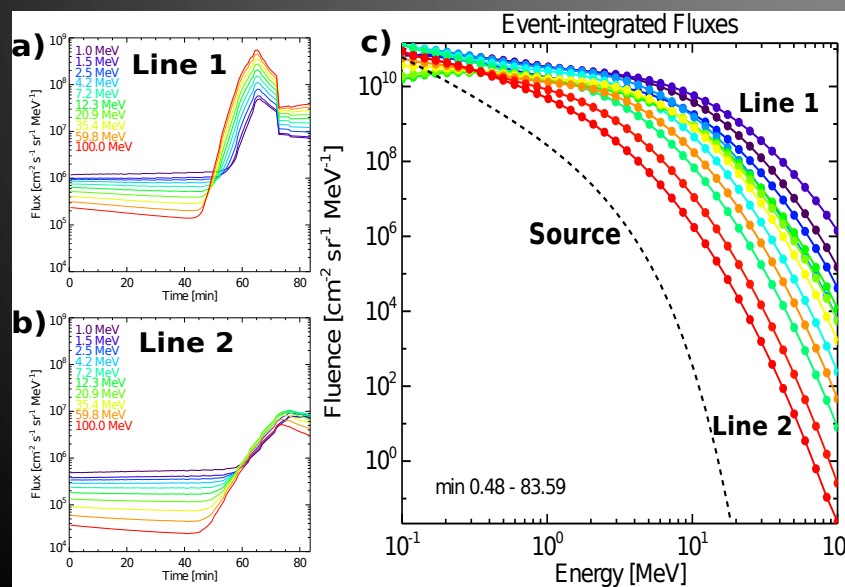 a)
Line 1
1.0 MeV
1.5 MeV
2.5 MeV
4.2 MeV
7.2 MeV
12.3 MeV
20.9 MeV
35.4 MeV
59.8 MeV
100.0 MeV
Flux [cm⁻² s⁻¹ sr⁻¹ MeV⁻¹]
10⁹
10⁸
10⁷
10⁶
10⁵
10⁴
0 20 40 60 80
Time [min]
b)
Line 2
1.0 MeV
1.5 MeV
2.5 MeV
4.2 MeV
7.2 MeV
12.3 MeV
20.9 MeV
35.4 MeV
59.8 MeV
100.0 MeV
Flux [cm⁻² s⁻¹ sr⁻¹ MeV⁻¹]
10⁹
10⁸
10⁷
10⁶
10⁵
10⁴
0 20 40 60 80
Time [min]
c)
Event-integrated Fluxes
Fluence [cm⁻² sr⁻¹ MeV⁻¹]
10¹⁰
10⁸
10⁶
10⁴
10²
10⁰
Line 1
Source
Line 2
min 0.48 - 83.59
10⁻¹ 10⁰ 10¹
Energy [MeV]